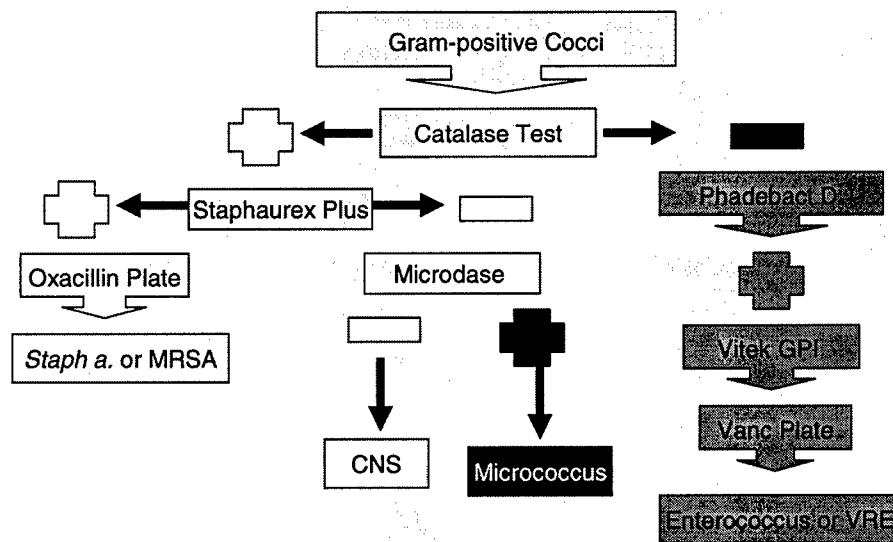 Gram-positive Cocci
Catalase Test
Staphaurex Plus
Phadebact D
Oxacillin Plate
Microdase
Staph a. or MRSA
Vitek GPI
Vanc Plate
CNS
Micrococcus
Enterococcus or VRE